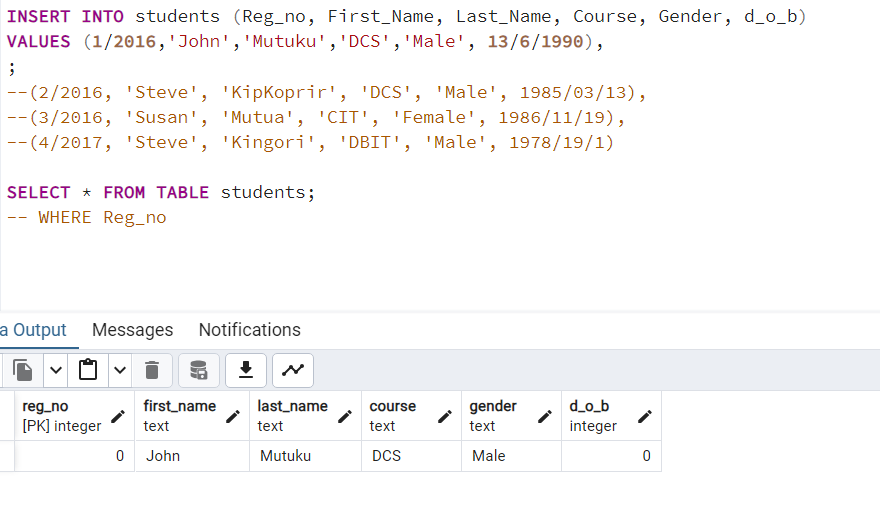 INSERT INTO students (Reg_no, First_Name, Last_Name, Course, Gender, d_o_b)
VALUES (1/2016,'John','Mutuku','DCS','Male', 13/6/1990),
;
--(2/2016, 'Steve', 'KipKoprir', 'DCS', 'Male', 1985/03/13),
--(3/2016, 'Susan', 'Mutua', 'CIT', 'Female', 1986/11/19),
--(4/2017, 'Steve', 'Kingori', 'DBIT', 'Male', 1978/19/1)
SELECT * FROM TABLE students;
-- WHERE Reg_no
a Output Messages Notifications
reg_no first_name last_name course gender d_o_b
[PK] integer text text text text integer
0 John Mutuku DCS Male 0